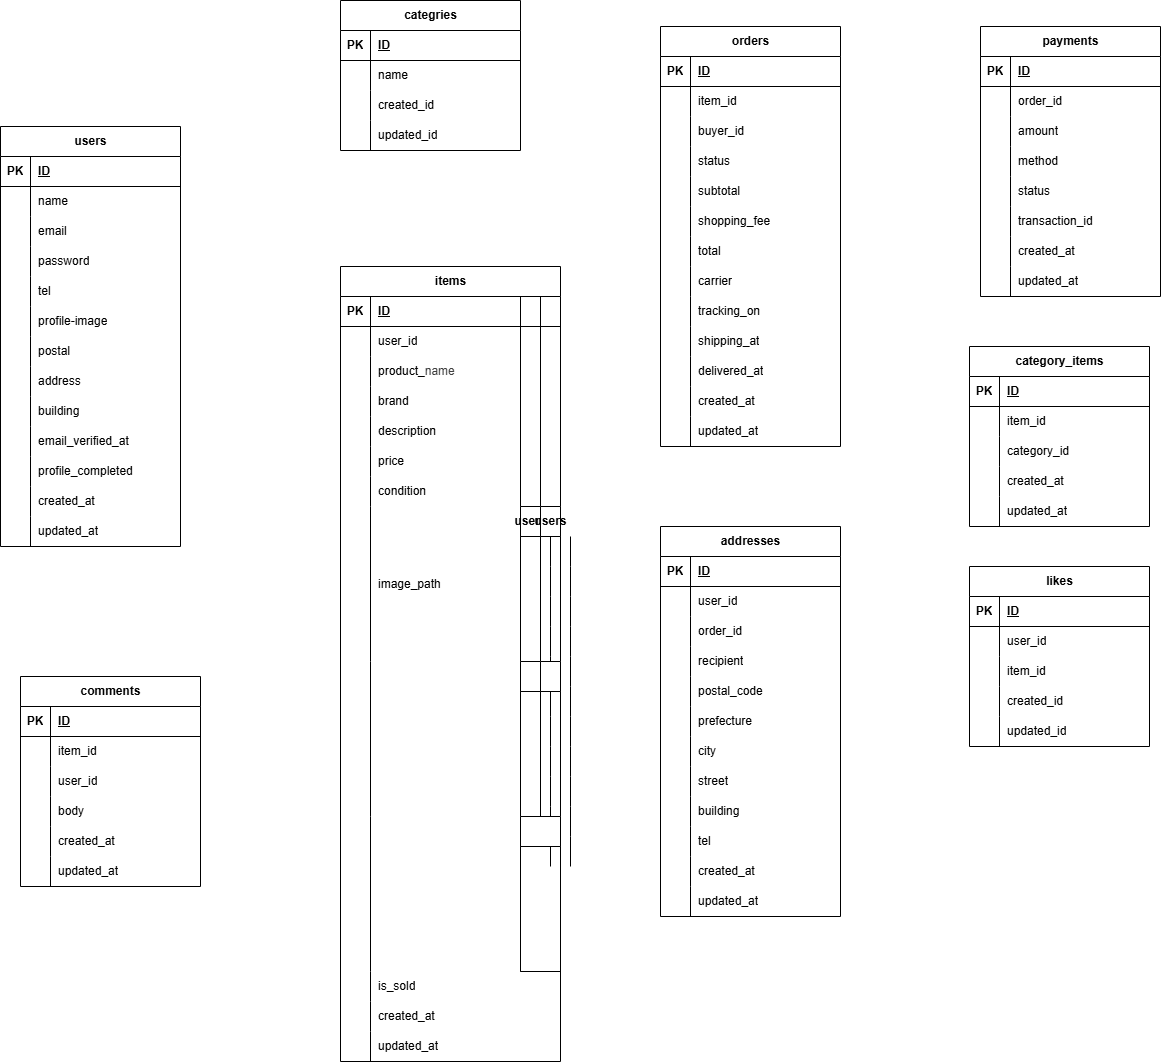 categries
PK ID
name
created_id
updated_id
users
PK ID
name
email
password
tel
profile-image
postal
address
building
email_verified_at
profile_completed
created_at
updated_at
comments
PK ID
item_id
user_id
body
created_at
updated_at
items
PK ID
user_id
product_name
brand
description
price
condition
users
users
image_path
is_sold
created_at
updated_at
orders
PK ID
item_id
buyer_id
status
subtotal
shopping_fee
total
carrier
tracking_on
shipping_at
delivered_at
created_at
updated_at
addresses
PK ID
user_id
order_id
recipient
postal_code
prefecture
city
street
building
tel
created_at
updated_at
payments
PK ID
order_id
amount
method
status
transaction_id
created_at
updated_at
category_items
PK ID
item_id
category_id
created_at
updated_at
likes
PK ID
user_id
item_id
created_id
updated_id